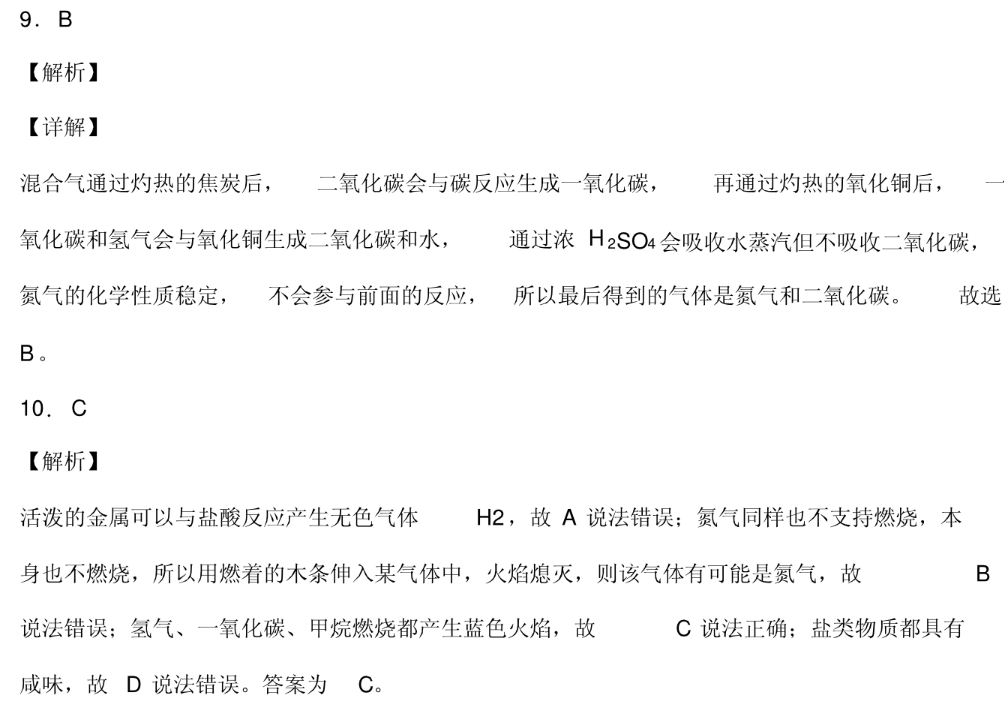 9. B
【解析】
【详解】
混合气通过灼热的焦炭后， 二氧化碳会与碳反应生成一氧化碳， 再通过灼热的氧化铜后， 一
氧化碳和氢气会与氧化铜生成二氧化碳和水， 通过浓 H₂SO₄ 会吸收水蒸汽但不吸收二氧化碳，
氮气的化学性质稳定， 不会参与前面的反应， 所以最后得到的气体是氮气和二氧化碳。 故选
B。
10. C
【解析】
活泼的金属可以与盐酸反应产生无色气体 H2，故 A 说法错误；氮气同样也不支持燃烧，本
身也不燃烧，所以用燃着的木条伸入某气体中，火焰熄灭，则该气体有可能是氮气，故 B
说法错误；氢气、一氧化碳、甲烷燃烧都产生蓝色火焰，故 C 说法正确；盐类物质都具有
咸味，故 D 说法错误。答案为 C。